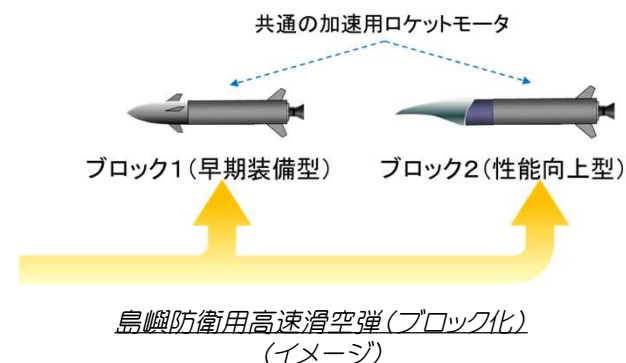 共通の加速用ロケットモータ
ブロック1(早期装備型)
ブロック2(性能向上型)
島嶼防衛用高速滑空弾(ブロック化)
(イメージ)